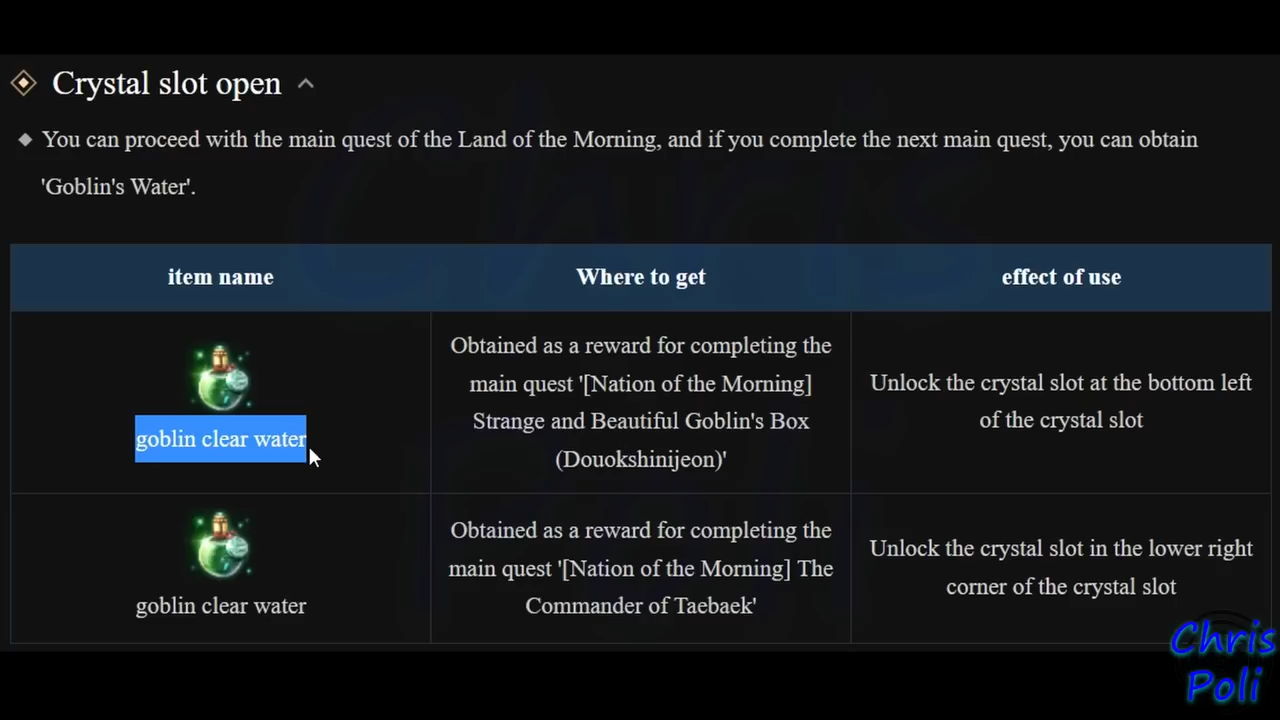 Crystal slot open
You can proceed with the main quest of the Land of the Morning, and if you complete the next main quest, you can obtain
'Goblin's Water'.
item name
Where to get
effect of use
goblin clear water
Obtained as a reward for completing the
main quest '[Nation of the Morning]
Strange and Beautiful Goblin's Box
(Douokshinijeon)'
Unlock the crystal slot at the bottom left
of the crystal slot
goblin clear water
Obtained as a reward for completing the
main quest '[Nation of the Morning] The
Commander of Taebaek'
Unlock the crystal slot in the lower right
corner of the crystal slot
Chris
Poli